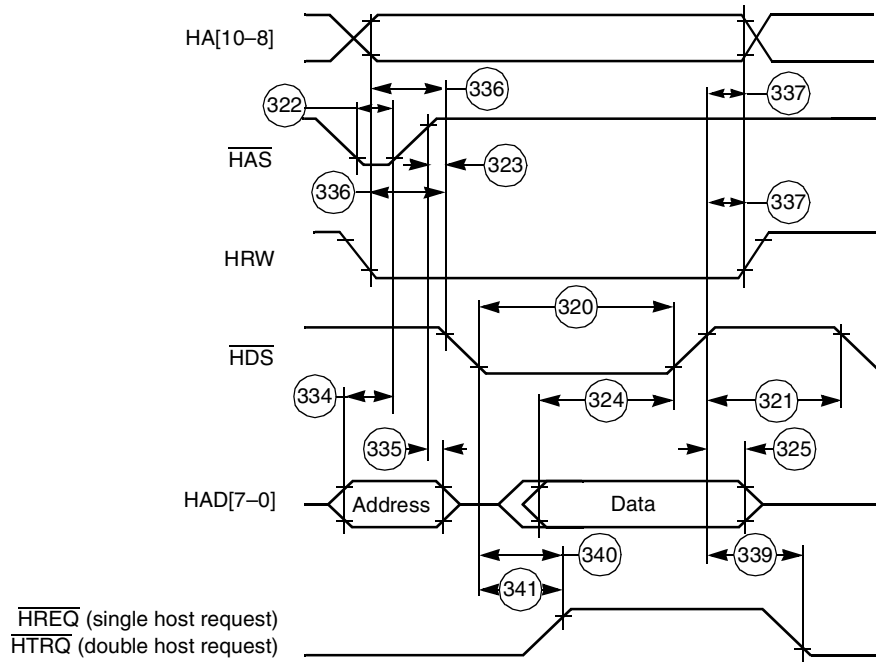 HA[10–8]
336
337
322
HAS
323
336
337
HRW
320
HDS
334
324
321
335
325
HAD[7–0]
Address
Data
340
339
341
HREQ (single host request)
HTRQ (double host request)